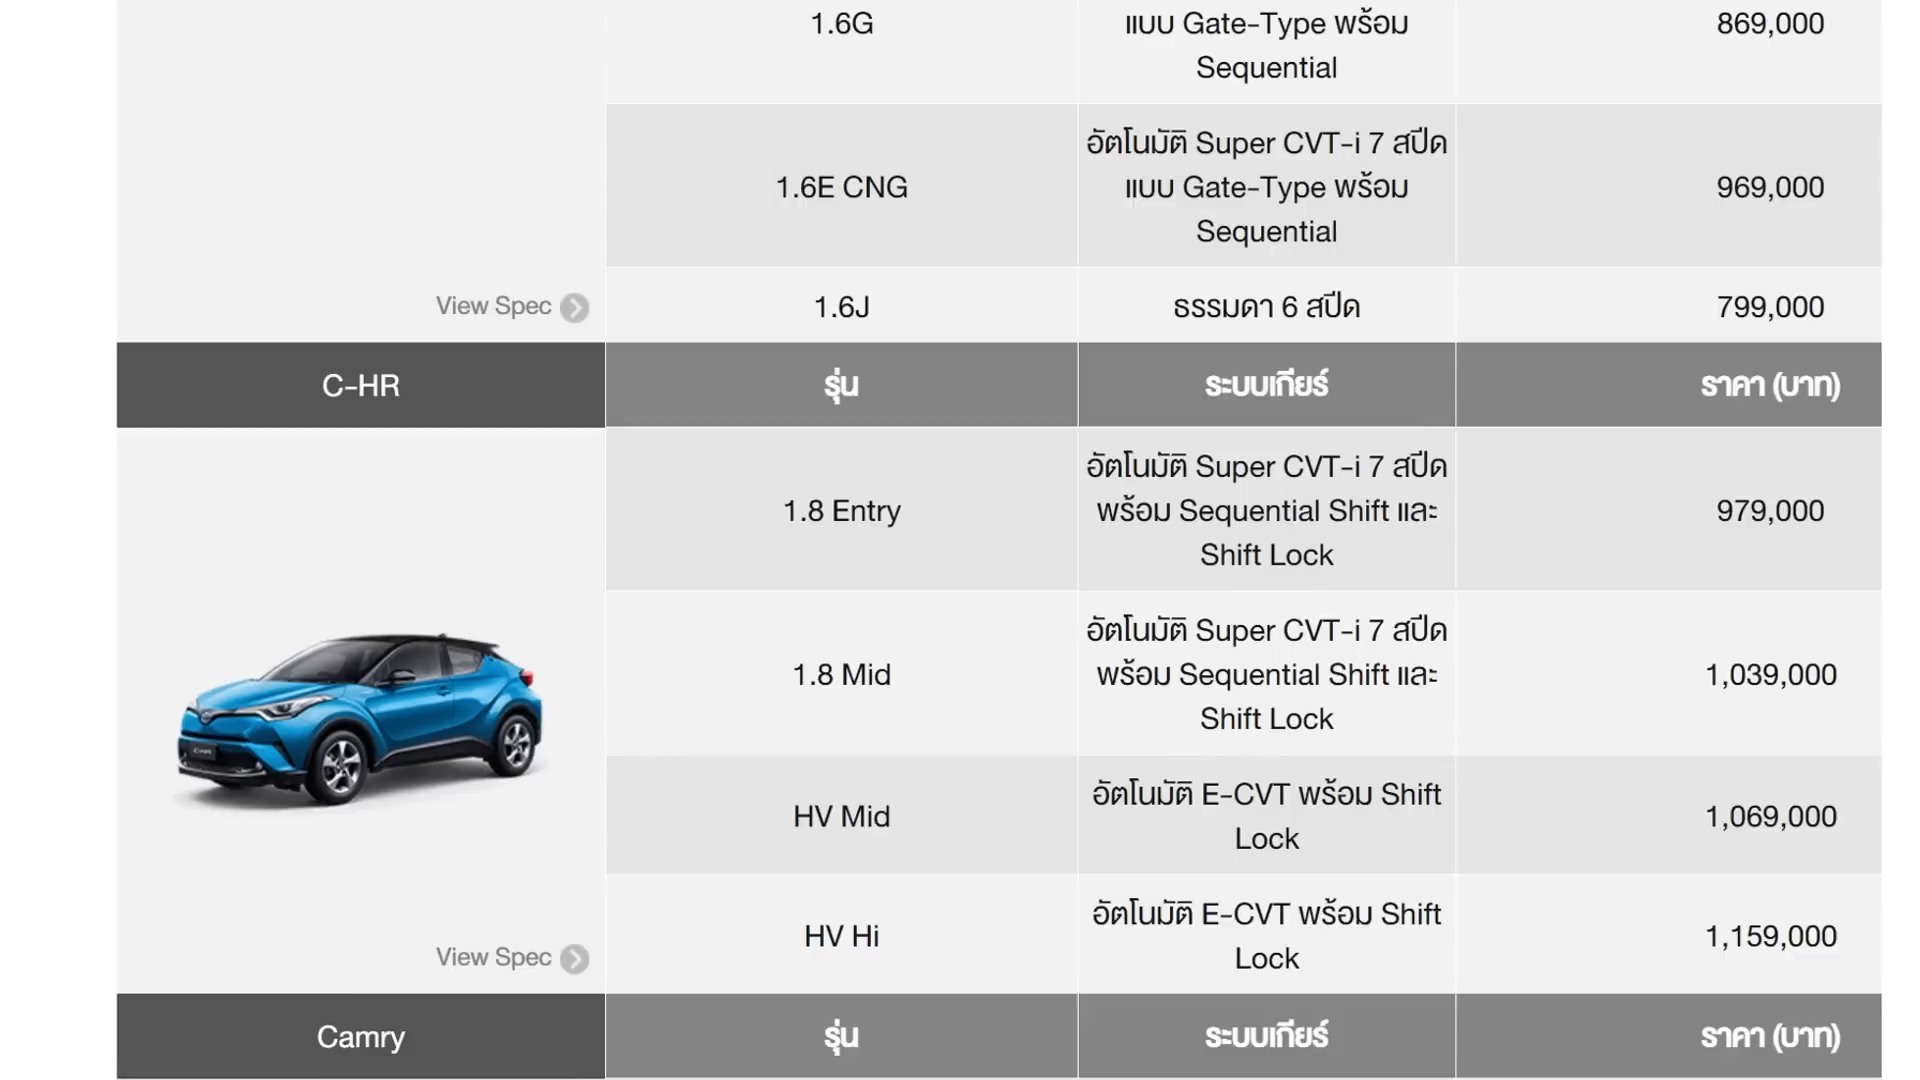 1.6G
แบบ Gate-Type พร้อม
Sequential
869,000
1.6E CNG
อัตโนมัติ Super CVT-i 7 สปีด
แบบ Gate-Type พร้อม
Sequential
969,000
View Spec
1.6J
ธรรมดา 6 สปีด
799,000
C-HR
รุ่น
ระบบเกียร์
ราคา (บาท)
1.8 Entry
อัตโนมัติ Super CVT-i 7 สปีด
พร้อม Sequential Shift และ
Shift Lock
979,000
1.8 Mid
อัตโนมัติ Super CVT-i 7 สปีด
พร้อม Sequential Shift และ
Shift Lock
1,039,000
HV Mid
อัตโนมัติ E-CVT พร้อม Shift
Lock
1,069,000
View Spec
HV Hi
อัตโนมัติ E-CVT พร้อม Shift
Lock
1,159,000
Camry
รุ่น
ระบบเกียร์
ราคา (บาท)